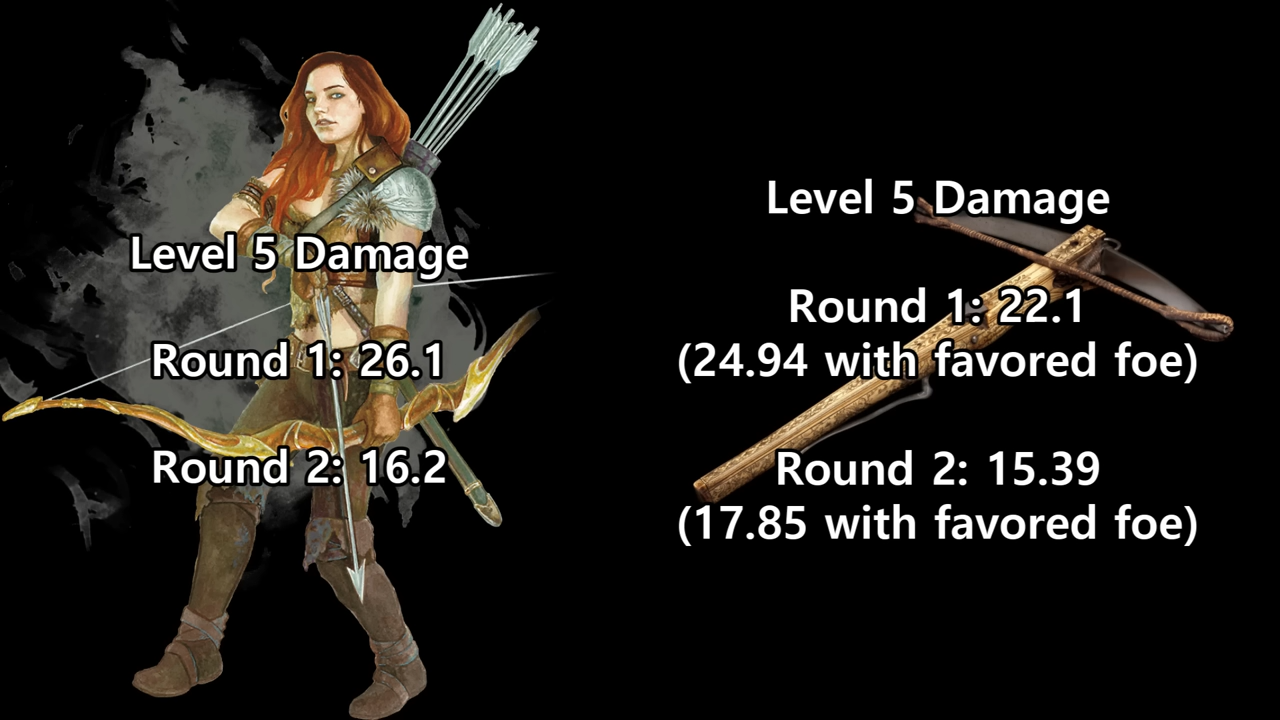 Level 5 Damage
Round 1: 26.1
Round 2: 16.2
Level 5 Damage
Round 1: 22.1
(24.94 with favored foe)
Round 2: 15.39
(17.85 with favored foe)